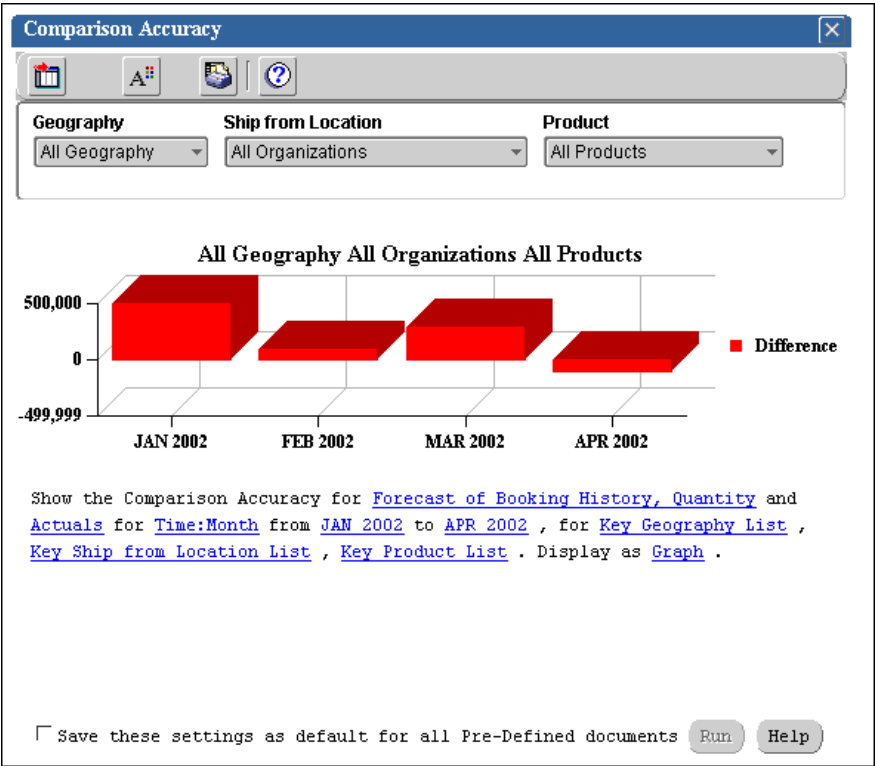 Comparison Accuracy
A
Geography Ship from Location Product
All Geography All Organizations All Products
All Geography All Organizations All Products
500,000
0
Difference
-499,999
JAN 2002 FEB 2002 MAR 2002 APR 2002
Show the Comparison Accuracy for Forecast of Booking History, Quantity and
Actuals for Time:Month from JAN 2002 to APR 2002 , for Key Geography List ,
Key Ship from Location List , Key Product List . Display as Graph .
Save these settings as default for all Pre-Defined documents Run Help